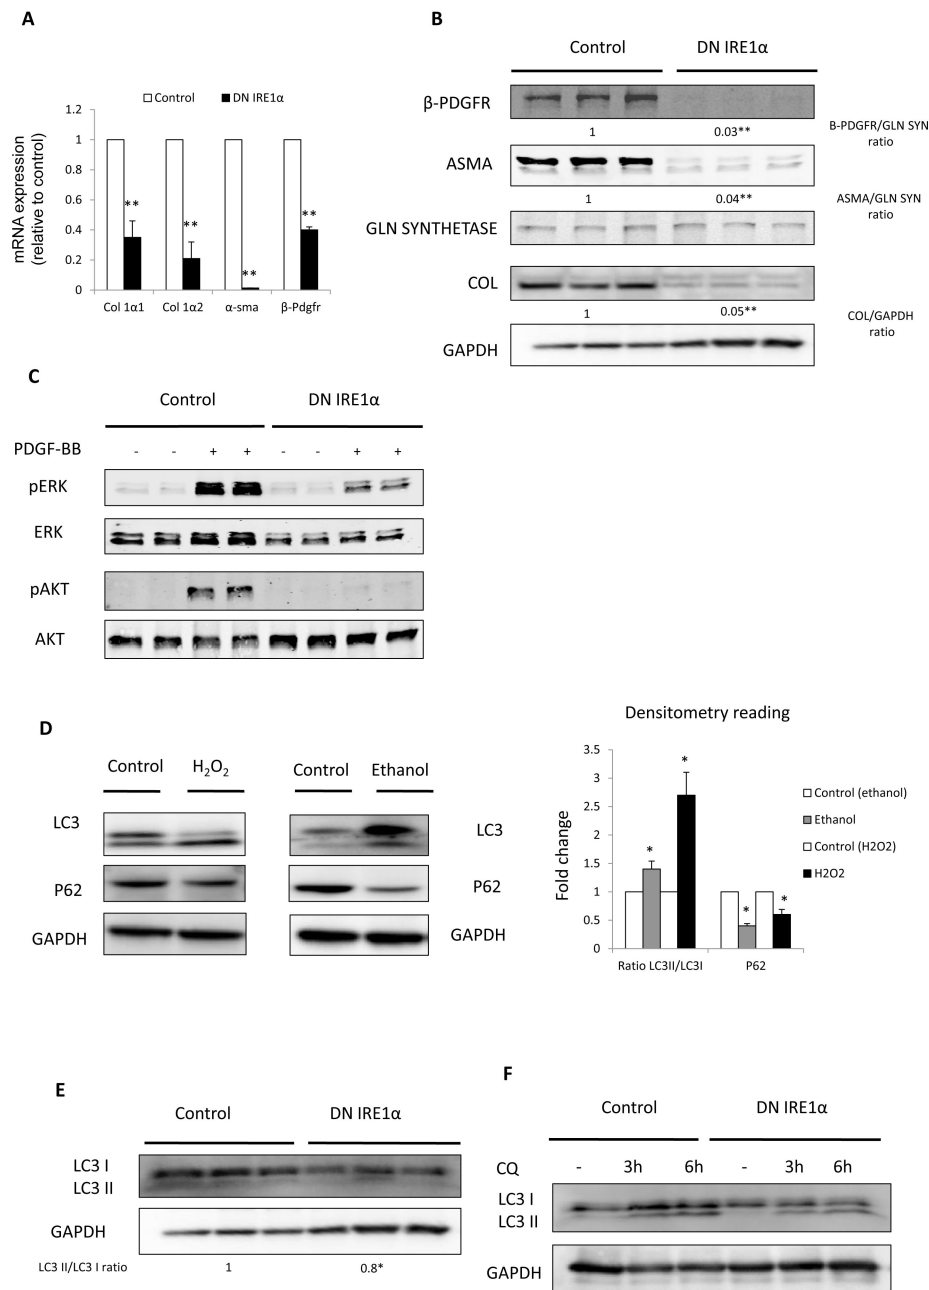 A
Control
DN IRE1α
mRNA expression
(relative to control)
1.2
1
0.8
0.6
0.4
0.2
0
**
**
**
**
Col 1α1
Col 1α2
α-sma
β-Pdgfr
B
Control
DN IRE1α
β-PDGFR
1
0.03**
B-PDGFR/GLN SYN
ratio
ASMA
1
0.04**
ASMA/GLN SYN
ratio
GLN SYNTHETASE
COL
1
0.05**
COL/GAPDH
ratio
GAPDH
C
Control
DN IRE1α
PDGF-BB - - + + - - + +
pERK
ERK
pAKT
AKT
D
Control
H2O2
Control
Ethanol
LC3
LC3
P62
P62
GAPDH
GAPDH
Densitometry reading
Fold change
3.5
3
2.5
2
1.5
1
0.5
0
*
*
*
*
Ratio LC3II/LC3I
P62
Control (ethanol)
Ethanol
Control (H2O2)
H2O2
E
Control
DN IRE1α
LC3 I
LC3 II
GAPDH
LC3 II/LC3 I ratio
1
0.8*
F
Control
DN IRE1α
CQ - 3h 6h - 3h 6h
LC3 I
LC3 II
GAPDH